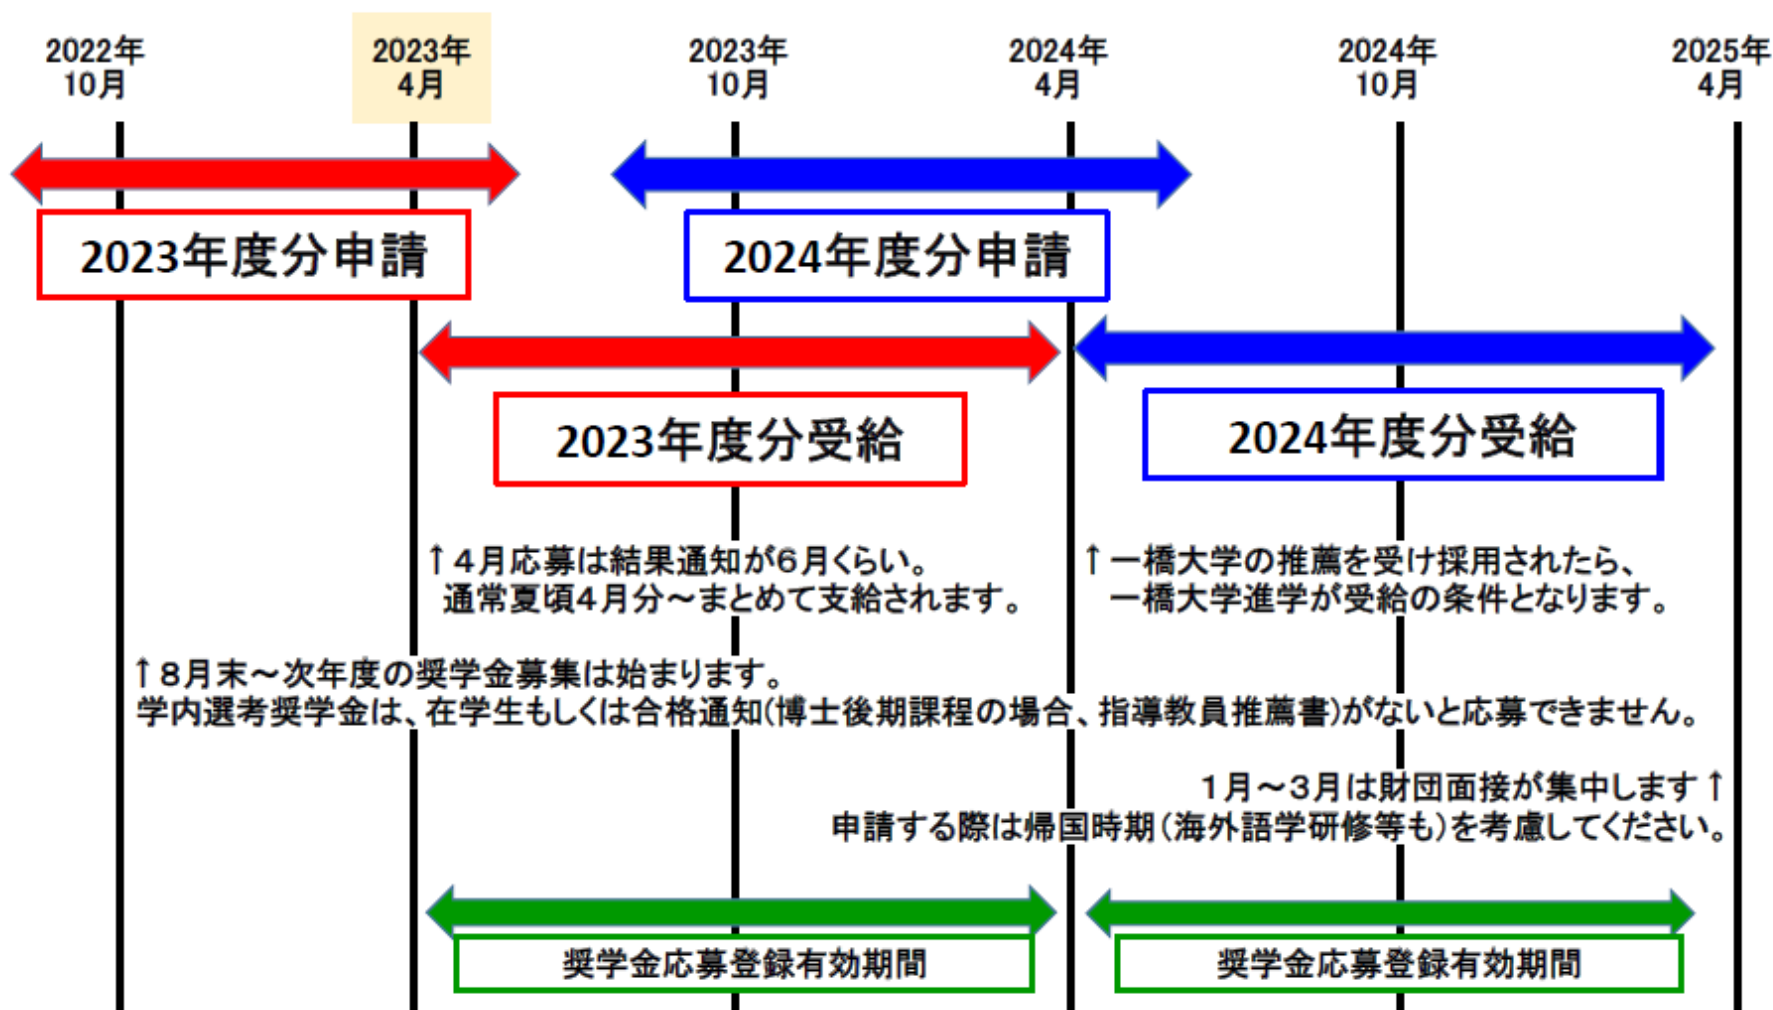 2022年
10月
2023年
4月
2023年
10月
2024年
4月
2024年
10月
2025年
4月
2023年度分申請
2024年度分申請
2023年度分受給
2024年度分受給
↑４月応募は結果通知が６月くらい。
通常夏頃４月分～まとめて支給されます。
↑一橋大学の推薦を受け採用されたら、
一橋大学進学が受給の条件となります。
↑８月末～次年度の奨学金募集は始まります。
学内選考奨学金は、在学生もしくは合格通知(博士後期課程の場合、指導教員推薦書)がないと応募できません。
１月～３月は財団面接が集中します↑
申請する際は帰国時期（海外語学研修等も）を考慮してください。
奨学金応募登録有効期間
奨学金応募登録有効期間